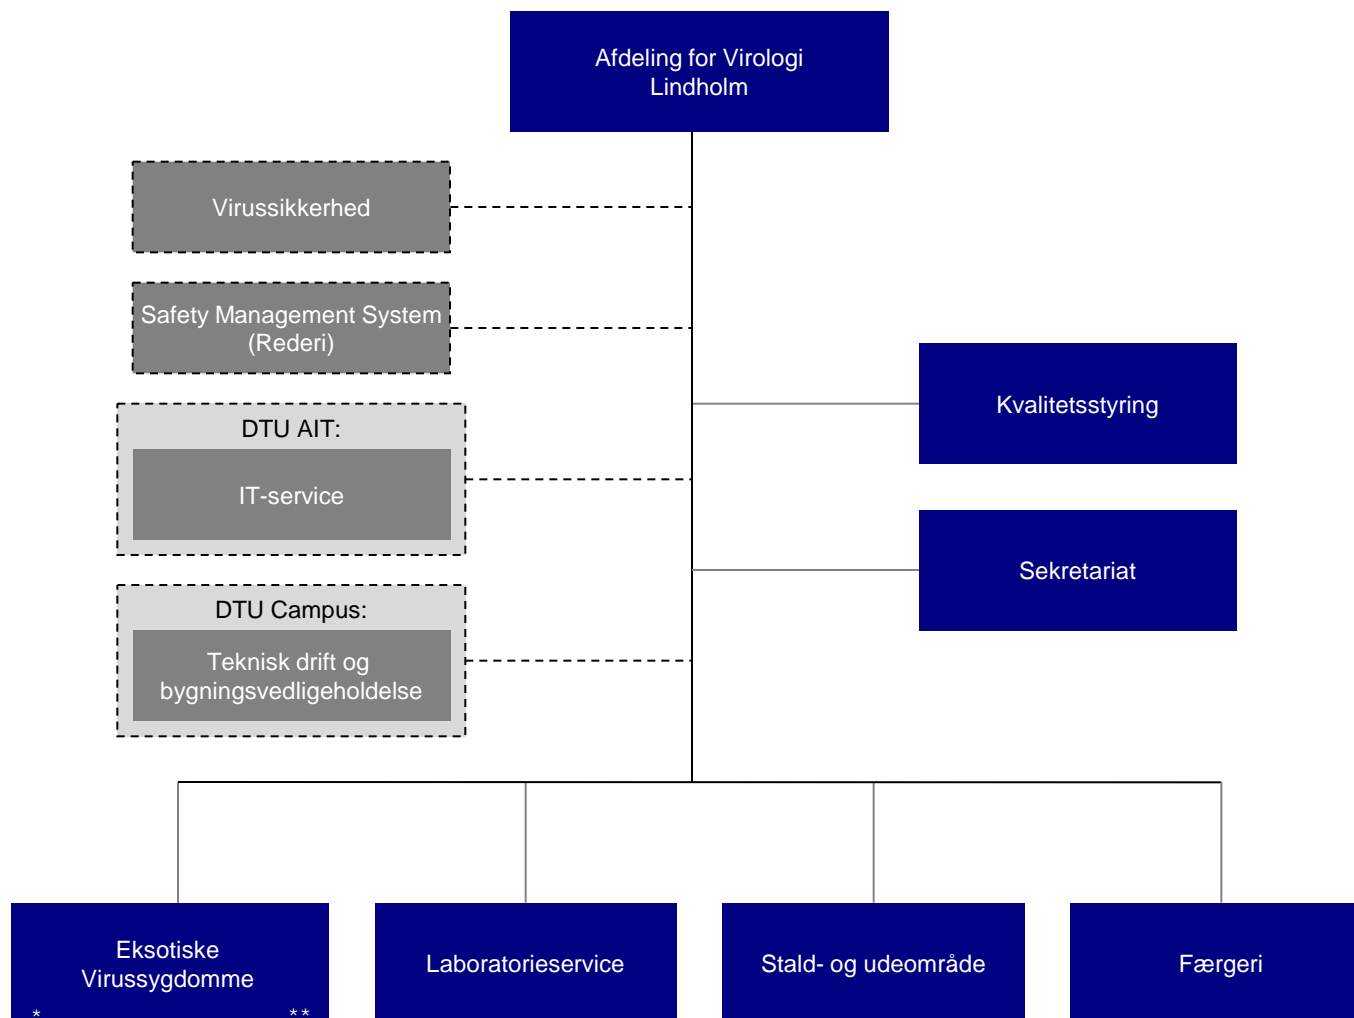 Afdeling for Virologi
Lindholm
Virussikkerhed
Safety Management System
(Rederi)
DTU AIT:
IT-service
DTU Campus:
Teknisk drift og
bygningsvedligeholdelse
Kvalitetsstyring
Sekretariat
Eksotiske
Virussygdomme
* **
Laboratorieservice
Stald- og udeområde
Færgeri